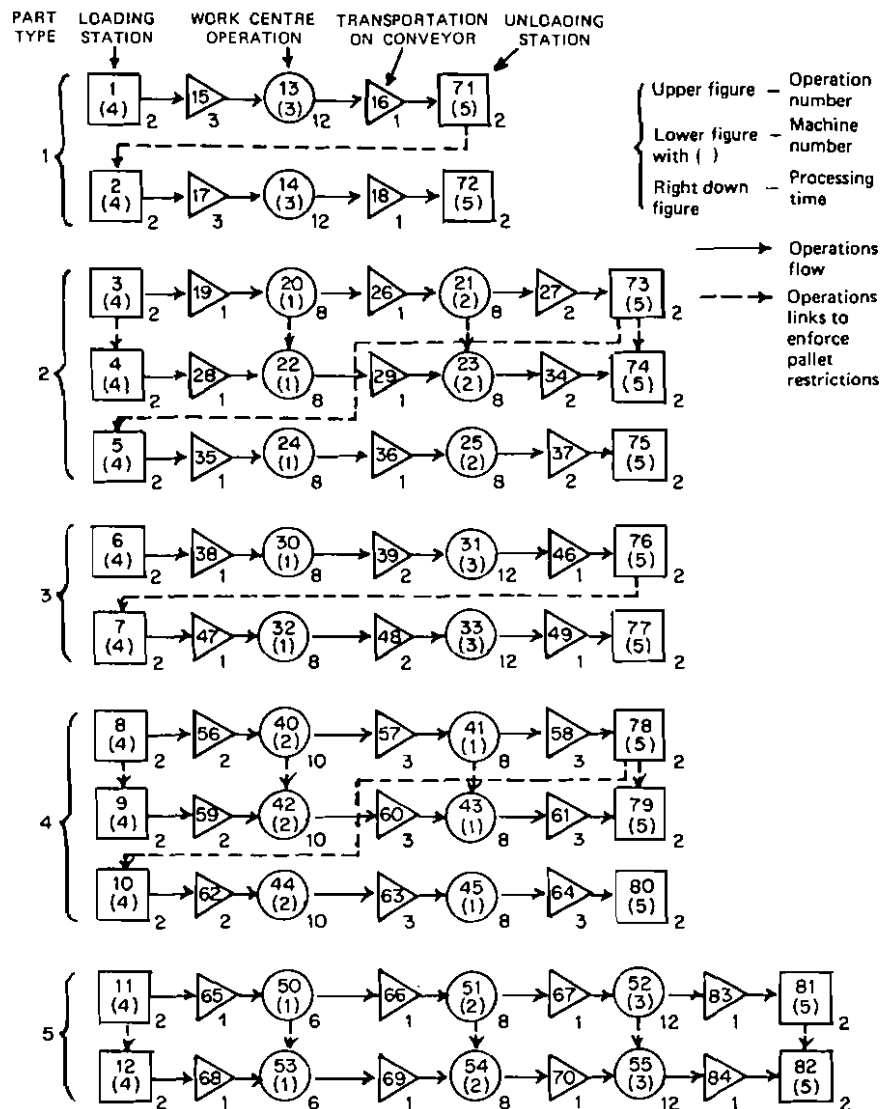 PART TYPE LOADING STATION WORK CENTRE OPERATION TRANSPORTATION ON CONVEYOR UNLOADING STATION
1
1 (4) 2 15 3 13 (3) 12 16 1 71 (5) 2
2 (4) 2 17 3 14 (3) 12 18 1 72 (5) 2
Upper figure – Operation number
Lower figure with ( ) – Machine number
Right down figure – Processing time
Operations flow
Operations links to enforce pallet restrictions
2
3 (4) 2 19 1 20 (1) 8 26 1 21 (2) 8 27 2 73 (5) 2
4 (4) 2 28 1 22 (1) 8 29 1 23 (2) 8 34 2 74 (5) 2
5 (4) 2 35 1 24 (1) 8 36 1 25 (2) 8 37 2 75 (5) 2
3
6 (4) 2 38 1 30 (1) 8 39 2 31 (3) 12 46 1 76 (5) 2
7 (4) 2 47 1 32 (1) 8 48 2 33 (3) 12 49 1 77 (5) 2
4
8 (4) 2 56 2 40 (2) 10 57 3 41 (1) 8 58 3 78 (5) 2
9 (4) 2 59 2 42 (2) 10 60 3 43 (1) 8 61 3 79 (5) 2
10 (4) 2 62 2 44 (2) 10 63 3 45 (1) 8 64 3 80 (5) 2
5
11 (4) 2 65 1 50 (1) 6 66 1 51 (2) 8 67 1 52 (3) 12 83 1 81 (5) 2
12 (4) 2 68 1 53 (1) 6 69 1 54 (2) 8 70 1 55 (3) 12 84 1 82 (5) 2